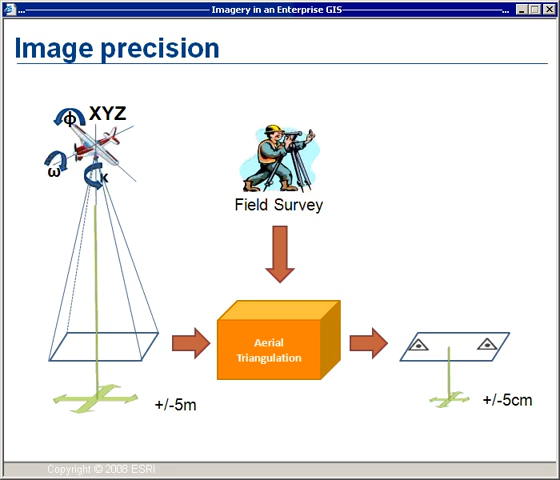 Imagery in an Enterprise GIS
Image precision
XYZ
ϕ
ω
κ
Field Survey
Aerial
Triangulation
+/-5m
+/-5cm
Copyright © 2008 ESRI